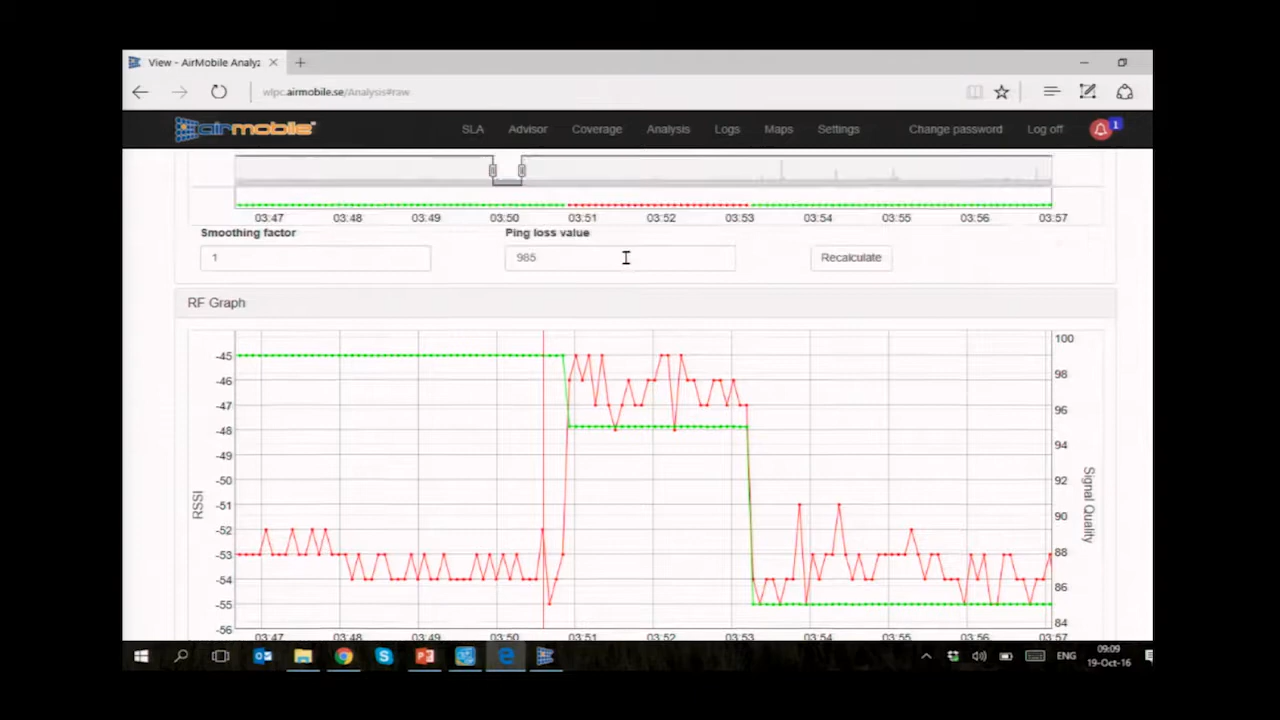 View - AirMobile Analyz
wlpc.airmobile.se/Analysis#raw
airmobile
SLA Advisor Coverage Analysis Logs Maps Settings Change password Log off 1
03:47 03:48 03:49 03:50 03:51 03:52 03:53 03:54 03:55 03:56 03:57
Smoothing factor Ping loss value
1 985 Recalculate
RF Graph
100
-45
98
-46
-47
96
-48
94
-49
-50
92
-51
90
-52
-53
88
-54
86
-55
84
-56
RSSI
Signal Quality
03:47 03:48 03:49 03:50 03:51 03:52 03:53 03:54 03:55 03:56 03:57
ENG
09:09
19-Oct-16